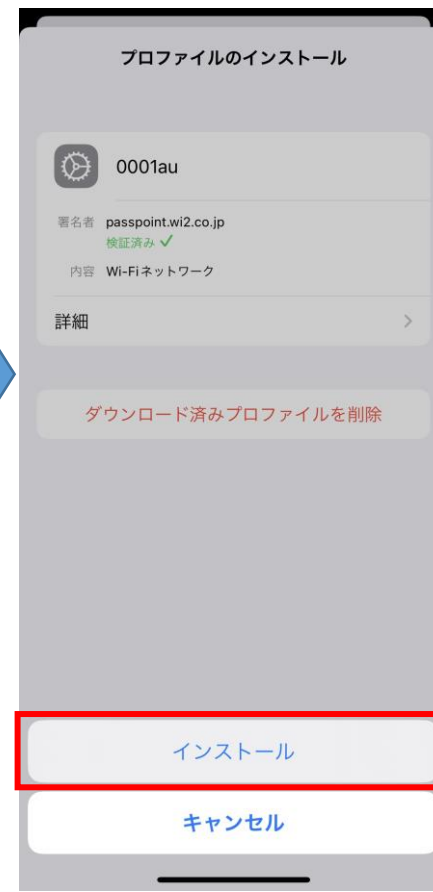 プロファイルのインストール
0001au
署名者 passpoint.wi2.co.jp
検証済み ✓
内容 Wi-Fiネットワーク
詳細
ダウンロード済みプロファイルを削除
インストール
キャンセル